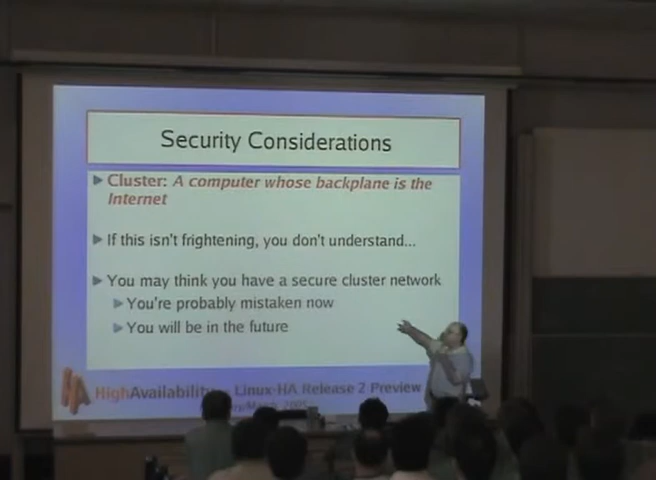 Security Considerations
Cluster: A computer whose backplane is the
Internet
If this isn't frightening, you don't understand...
You may think you have a secure cluster network
You're probably mistaken now
You will be in the future
HighAvailability Linux-HA Release 2 Preview
2005